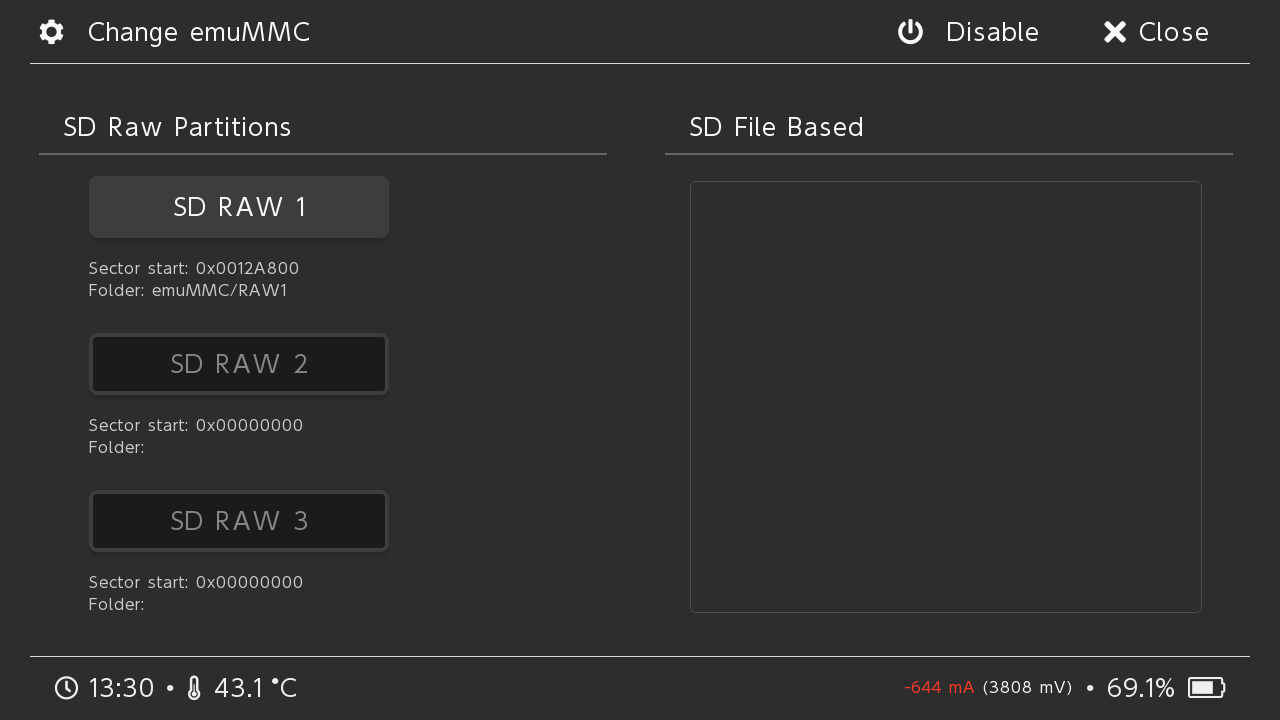 Change emuMMC
Disable
Close
SD Raw Partitions
SD RAW 1
Sector start: 0x0012A800
Folder: emuMMC/RAW1
SD RAW 2
Sector start: 0x00000000
Folder:
SD RAW 3
Sector start: 0x00000000
Folder:
SD File Based
13:30 • 43.1 °C
-644 mA (3808 mV) • 69.1%